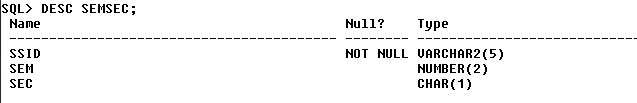 SQL> DESC SEMSEC;
Name Null? Type
----------------------------------------- -------- ----------------------------
SSID NOT NULL VARCHAR2(5)
SEM NUMBER(2)
SEC CHAR(1)